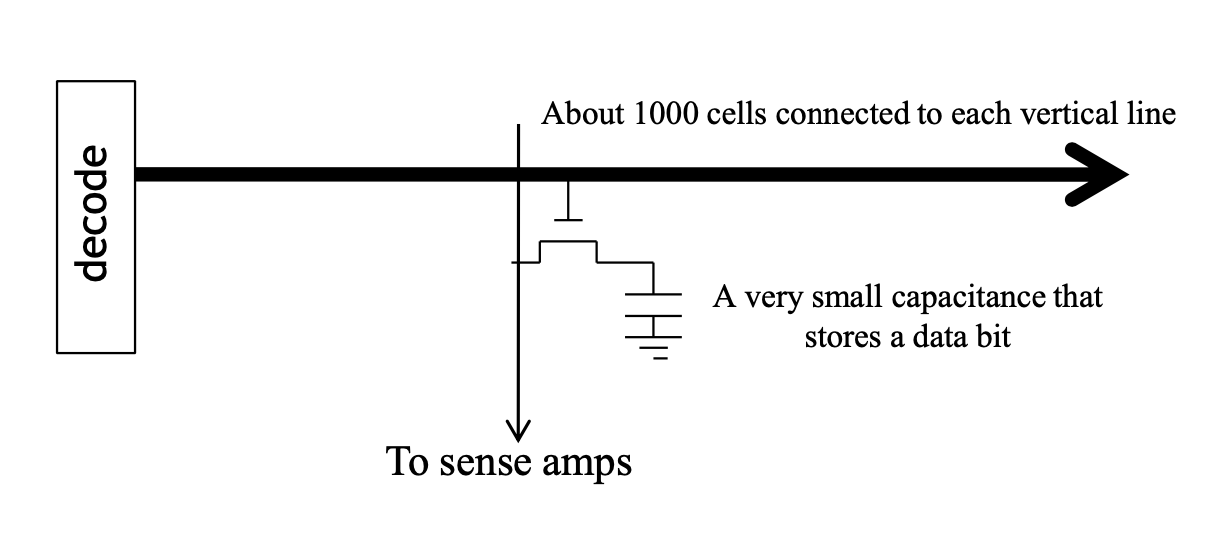 decode
About 1000 cells connected to each vertical line
A very small capacitance that
stores a data bit
To sense amps